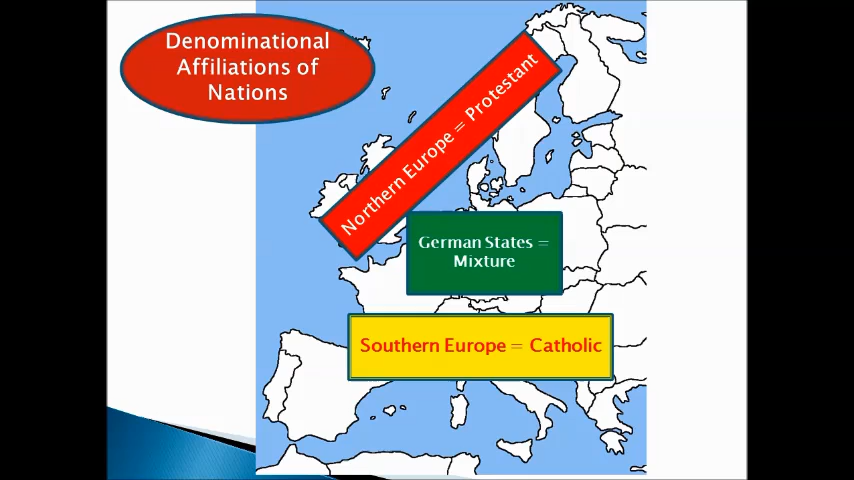 Denominational
Affiliations of
Nations
Northern Europe = Protestant
German States =
Mixture
Southern Europe = Catholic